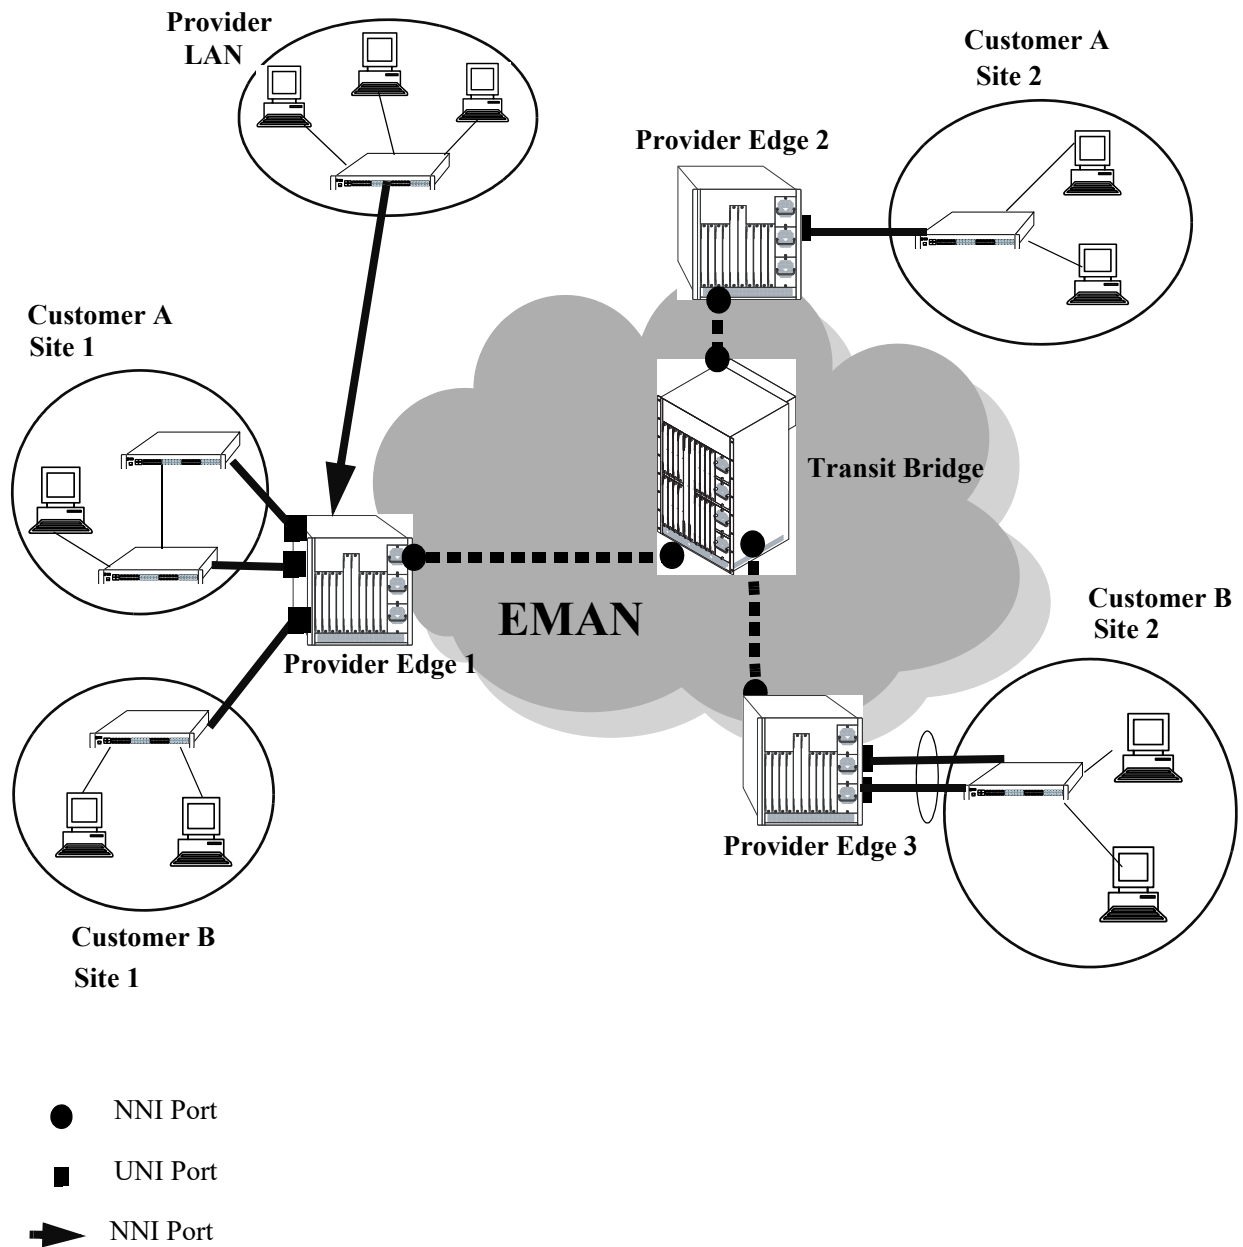 Provider
LAN
Customer A
Site 2
Provider Edge 2
Customer A
Site 1
Transit Bridge
EMAN
Customer B
Site 2
Provider Edge 1
Provider Edge 3
Customer B
Site 1
NNI Port
UNI Port
NNI Port